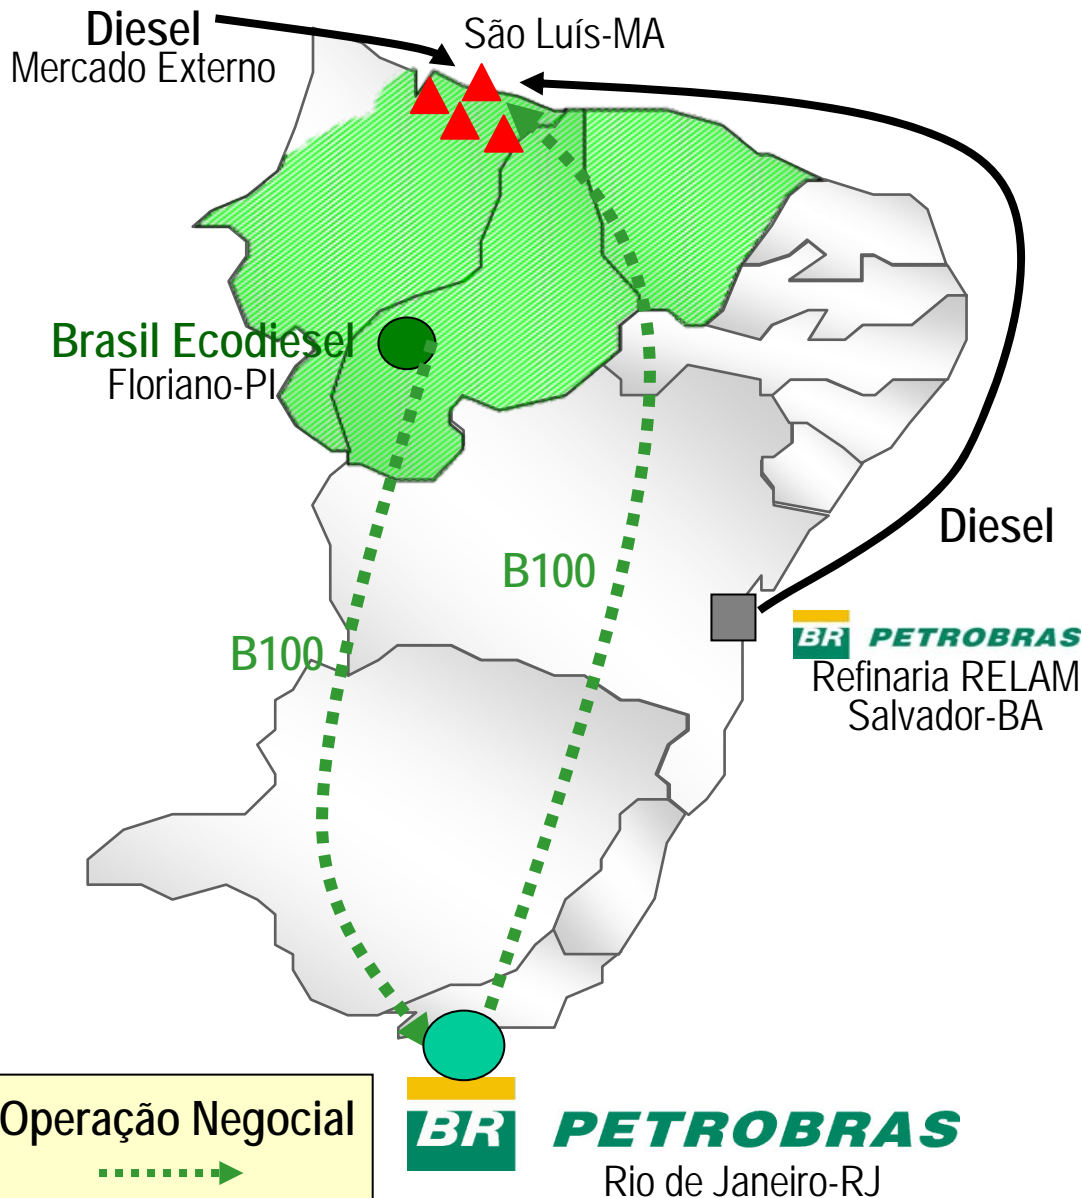 Diesel
Mercado Externo
São Luís-MA
Brasil Ecodiesel
Floriano-PI
Diesel
B100
B100
BR PETROBRAS
Refinaria RELAM
Salvador-BA
Operação Negocial
BR PETROBRAS
Rio de Janeiro-RJ